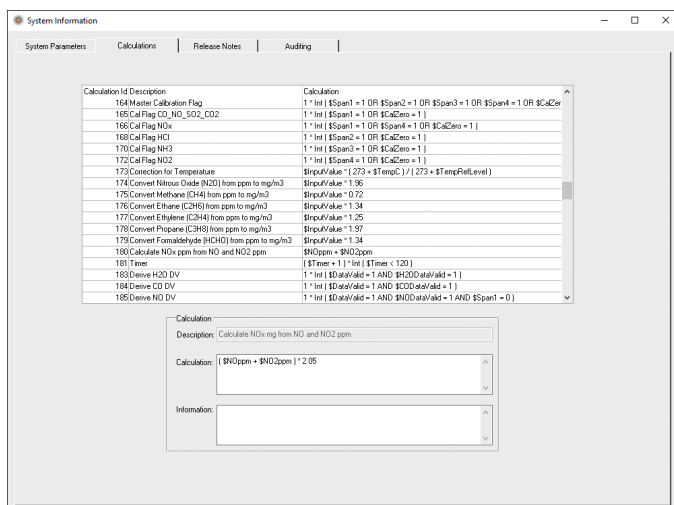 System Information
System Parameters Calculations Release Notes Auditing
Calculation Id Description Calculation
164 Master Calibration Flag 1 * Int ( $Span1 = 1 OR $Span2 = 1 OR $Span3 = 1 OR $Span4 = 1 OR $CalZer
165 Cal Flag CO_NO_SO2_CO2 1 * Int ( $Span1 = 1 OR $CalZero = 1 )
166 Cal Flag NOx 1 * Int ( $Span1 = 1 OR $Span4 = 1 OR $CalZero = 1 )
168 Cal Flag HCl 1 * Int ( $Span2 = 1 OR $CalZero = 1 )
170 Cal Flag NH3 1 * Int ( $Span3 = 1 OR $CalZero = 1 )
172 Cal Flag NO2 1 * Int ( $Span4 = 1 OR $CalZero = 1 )
173 Correction for Temperature $InputValue * ( 273 + $TempC ) / ( 273 + $TempRefLevel )
174 Convert Nitrous Oxide (N2O) from ppm to mg/m3 $InputValue * 1.96
175 Convert Methane (CH4) from ppm to mg/m3 $InputValue * 0.72
176 Convert Ethane (C2H6) from ppm to mg/m3 $InputValue * 1.34
177 Convert Ethylene (C2H4) from ppm to mg/m3 $InputValue * 1.25
178 Convert Propane (C3H8) from ppm to mg/m3 $InputValue * 1.97
179 Convert Formaldehyde (HCHO) from ppm to mg/m3 $InputValue * 1.34
180 Calculate NOx ppm from NO and NO2 ppm $NOppm + $NO2ppm
181 Timer ( $Timer + 1 ) * Int ( $Timer < 120 )
183 Derive H2O DV 1 * Int ( $DataValid = 1 AND $H2ODataValid = 1 )
184 Derive CO DV 1 * Int ( $DataValid = 1 AND $CODataValid = 1 )
185 Derive NO DV 1 * Int ( $DataValid = 1 AND $NODataValid = 1 AND $Span1 = 0 )
Calculation
Description: Calculate NOx mg from NO and NO2 ppm
Calculation: ( $NOppm + $NO2ppm ) * 2.05
Information: